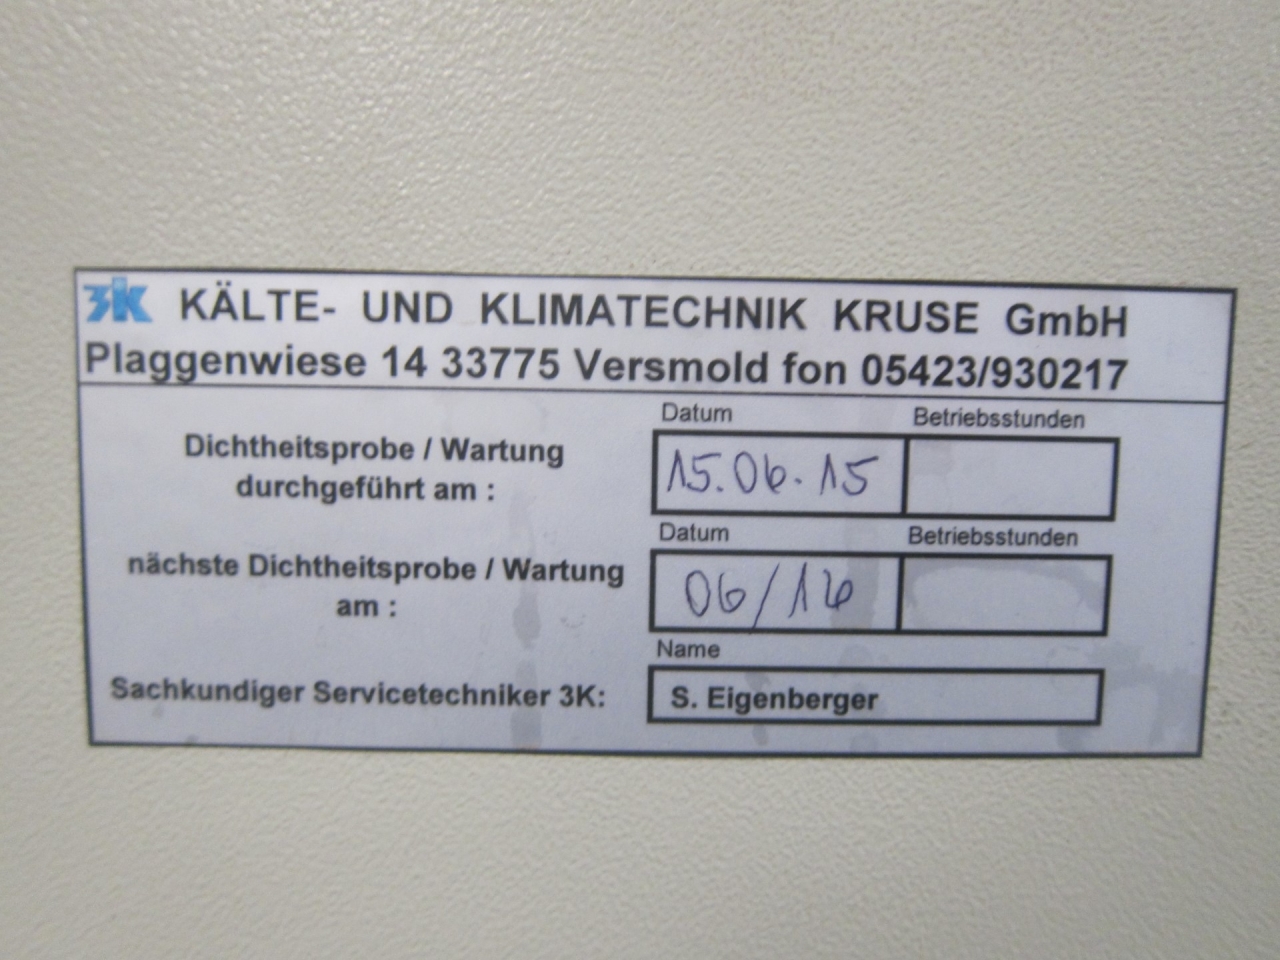 3K KÄLTE- UND KLIMATECHNIK KRUSE GmbH
Plaggenwiese 14 33775 Versmold fon 05423/930217
Datum Betriebsstunden
Dichtheitsprobe / Wartung
durchgeführt am :
15.06.15
Datum Betriebsstunden
nächste Dichtheitsprobe / Wartung
am :
06/16
Name
Sachkundiger Servicetechniker 3K: S. Eigenberger